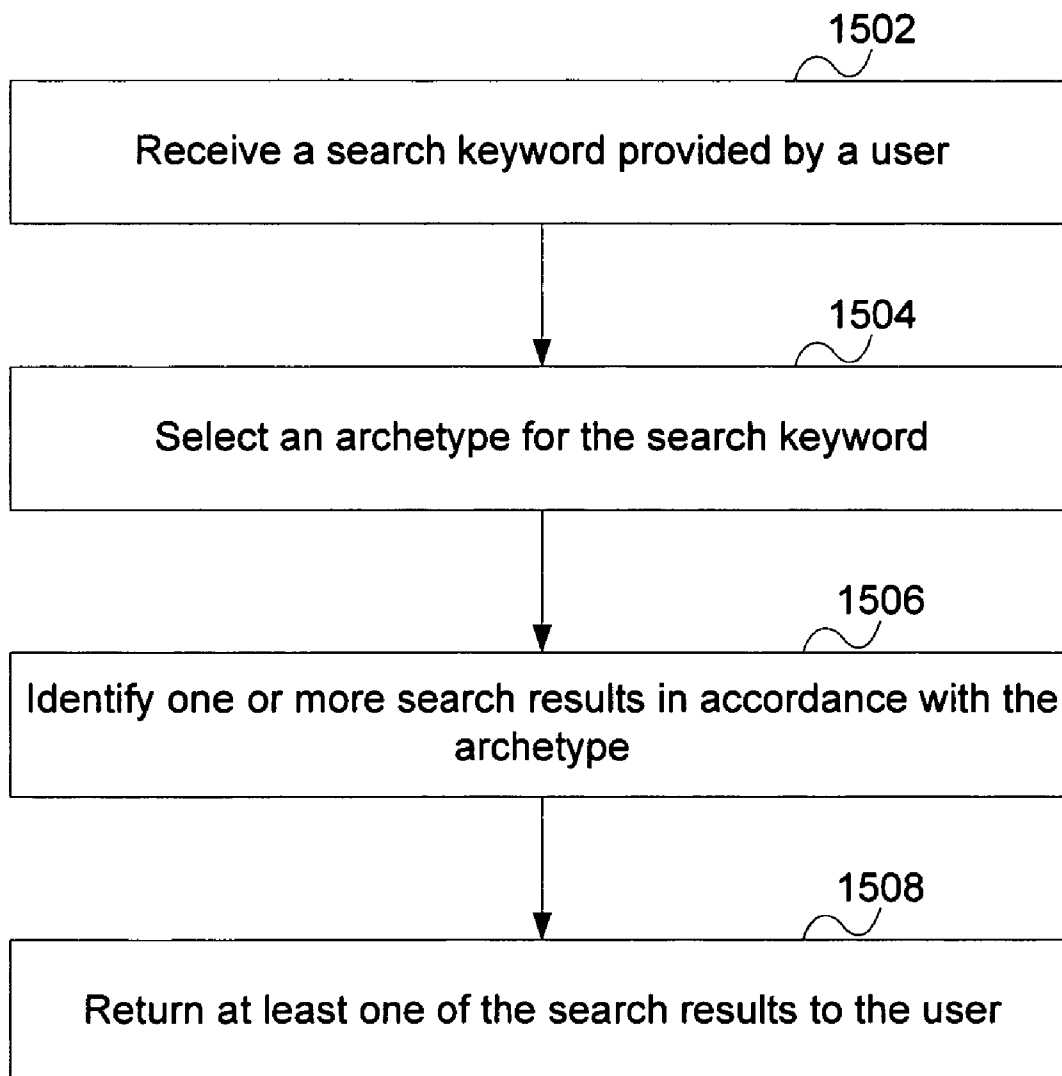 1502
Receive a search keyword provided by a user
1504
Select an archetype for the search keyword
1506
Identify one or more search results in accordance with the
archetype
1508
Return at least one of the search results to the user